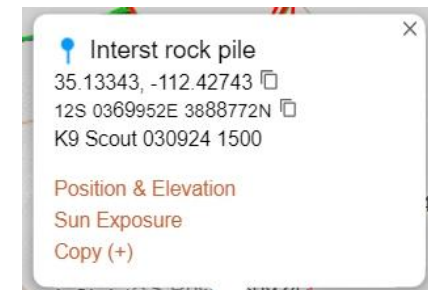 Interst rock pile
35.13343, -112.42743
12S 0369952E 3888772N
K9 Scout 030924 1500
Position & Elevation
Sun Exposure
Copy (+)